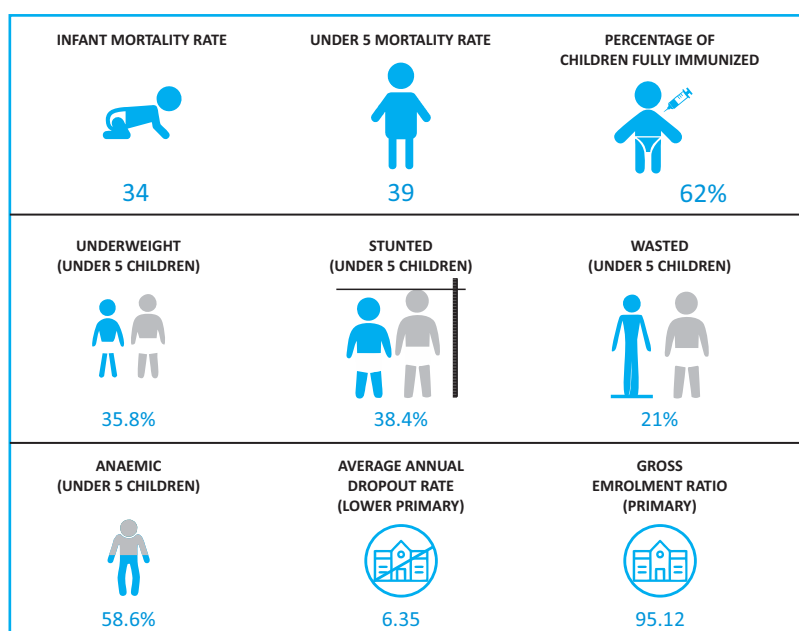 INFANT MORTALITY RATE
34
UNDER 5 MORTALITY RATE
39
PERCENTAGE OF
CHILDREN FULLY IMMUNIZED
62%
UNDERWEIGHT
(UNDER 5 CHILDREN)
35.8%
STUNTED
(UNDER 5 CHILDREN)
38.4%
WASTED
(UNDER 5 CHILDREN)
21%
ANAEMIC
(UNDER 5 CHILDREN)
58.6%
AVERAGE ANNUAL
DROPOUT RATE
(LOWER PRIMARY)
6.35
GROSS
EMROLMENT RATIO
(PRIMARY)
95.12